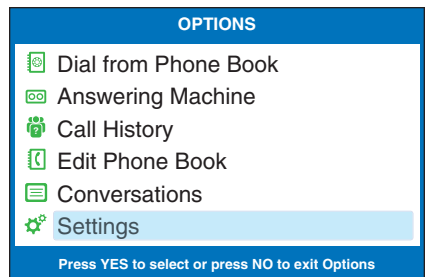 OPTIONS
Dial from Phone Book
Answering Machine
Call History
Edit Phone Book
Conversations
Settings
Press YES to select or press NO to exit Options